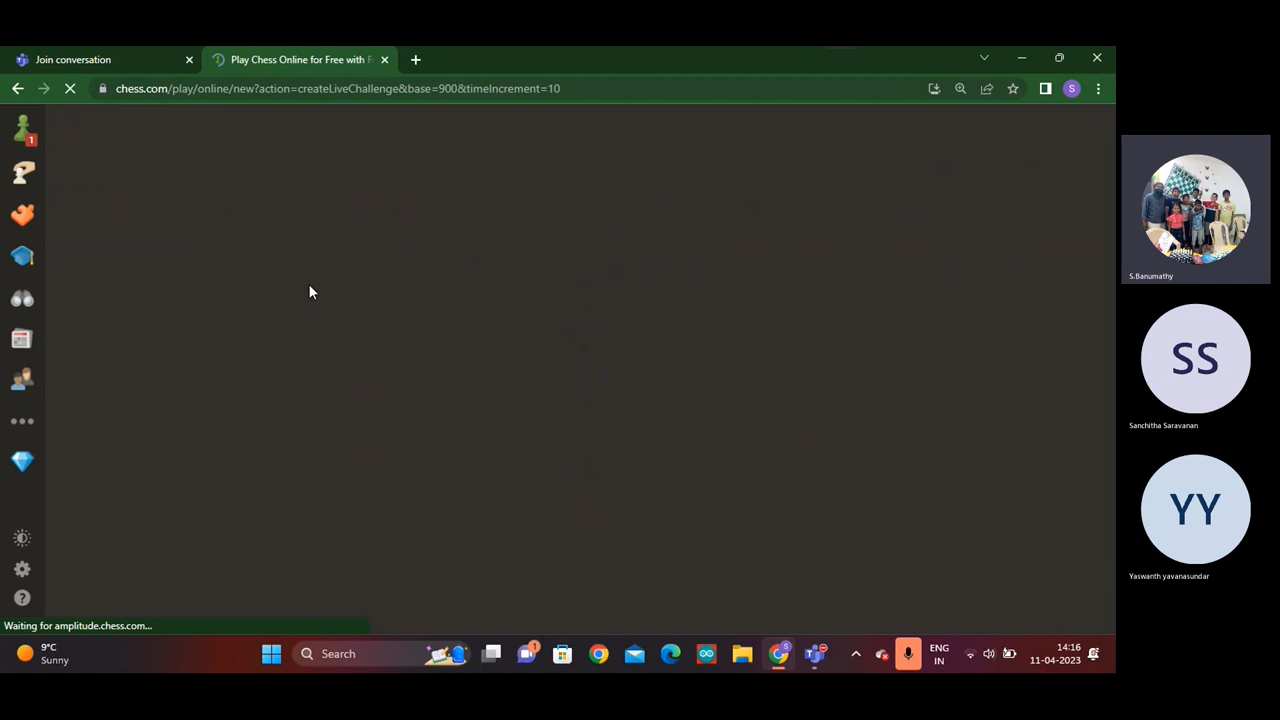 Join conversation
Play Chess Online for Free with F
chess.com/play/online/new?action=createLiveChallenge&base=900&timeIncrement=10
S
1
S.Banumathy
SS
Sanchitha Saravanan
YY
Yaswanth yavanasundar
Waiting for amplitude.chess.com...
9°C
Sunny
Search
1
S
ENG
IN
14:16
11-04-2023